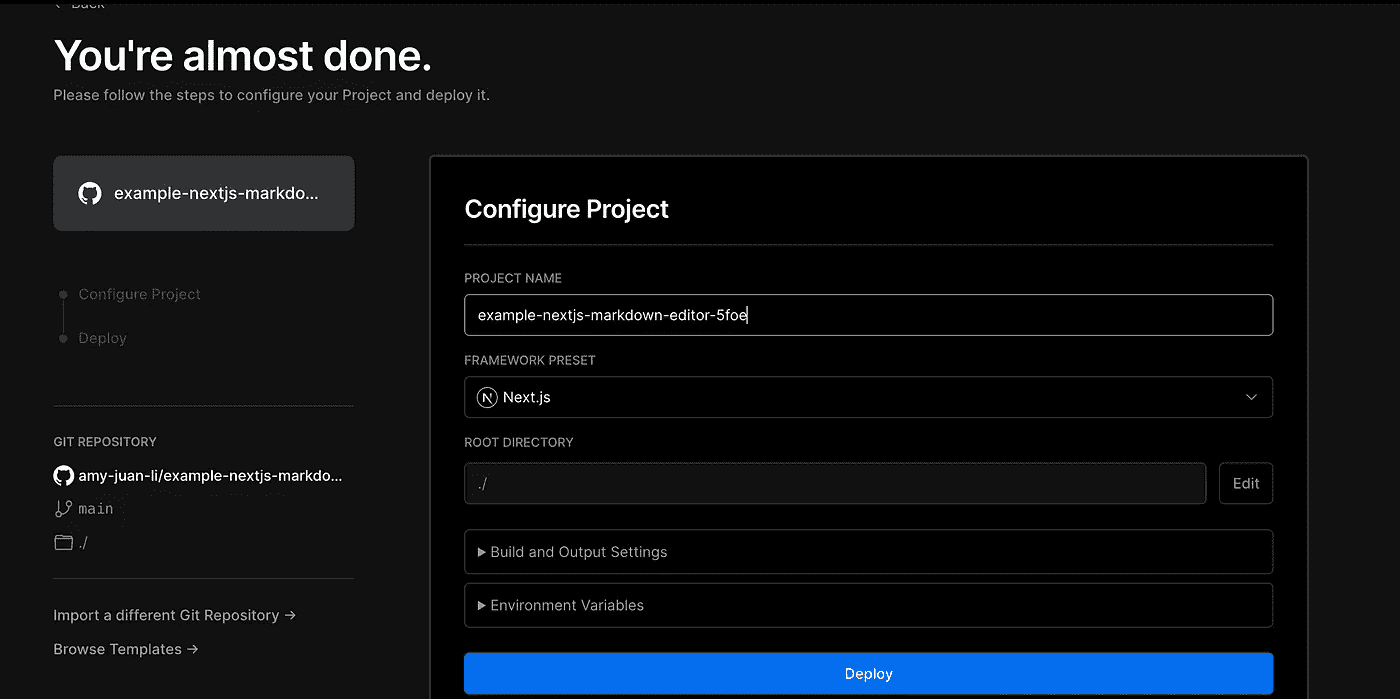 Back
You're almost done.
Please follow the steps to configure your Project and deploy it.
example-nextjs-markdo...
Configure Project
Deploy
GIT REPOSITORY
amy-juan-li/example-nextjs-markdo...
main
./
Import a different Git Repository →
Browse Templates →
Configure Project
PROJECT NAME
example-nextjs-markdown-editor-5foe
FRAMEWORK PRESET
N Next.js
ROOT DIRECTORY
./ Edit
Build and Output Settings
Environment Variables
Deploy